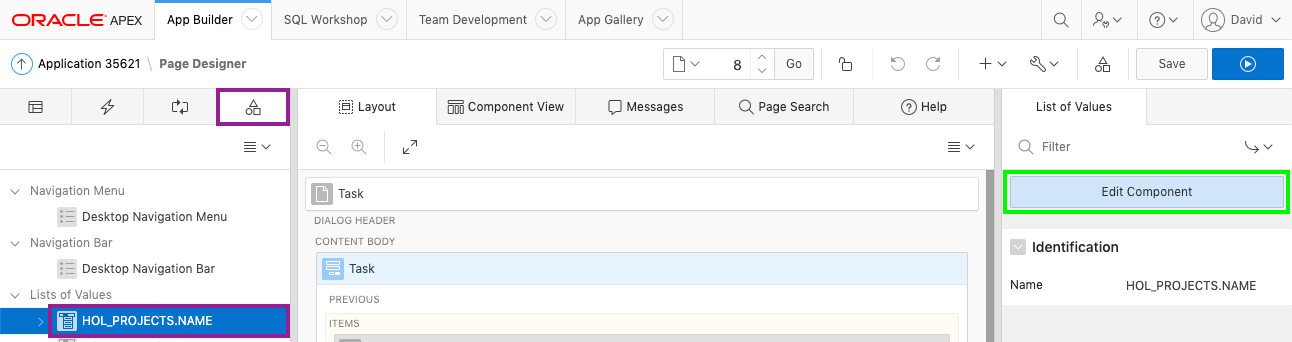 ORACLE APEX App Builder SQL Workshop Team Development App Gallery David
Application 35621 \ Page Designer 8 Go Save
Layout Component View Messages Page Search Help List of Values
Filter
Navigation Menu
Desktop Navigation Menu
Navigation Bar
Desktop Navigation Bar
Lists of Values
HOL_PROJECTS.NAME
Task
DIALOG HEADER
CONTENT BODY
Task
PREVIOUS
ITEMS
Edit Component
Identification
Name HOL_PROJECTS.NAME